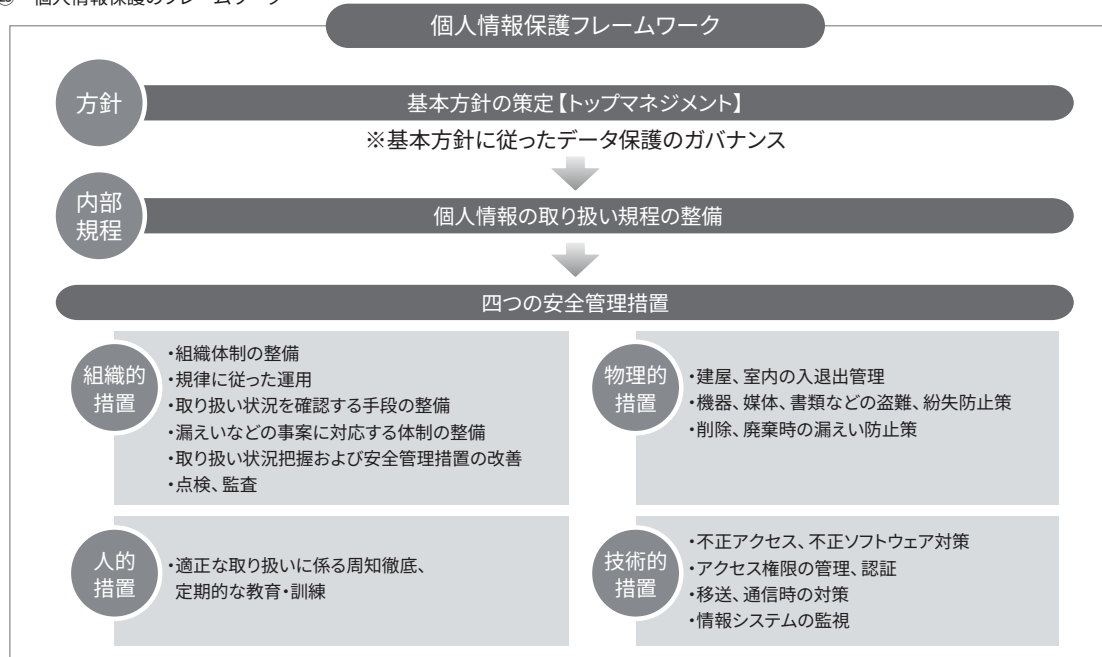 個人情報保護のフレームワーク
個人情報保護フレームワーク
方針
基本方針の策定【トップマネジメント】
※基本方針に従ったデータ保護のガバナンス
内部
規程
個人情報の取り扱い規程の整備
四つの安全管理措置
組織的
措置
・組織体制の整備
・規律に従った運用
・取り扱い状況を確認する手段の整備
・漏えいなどの事案に対応する体制の整備
・取り扱い状況把握および安全管理措置の改善
・点検、監査
物理的
措置
・建屋、室内の入退出管理
・機器、媒体、書類などの盗難、紛失防止策
・削除、廃棄時の漏えい防止策
人的
措置
・適正な取り扱いに係る周知徹底、
定期的な教育・訓練
技術的
措置
・不正アクセス、不正ソフトウェア対策
・アクセス権限の管理、認証
・移送、通信時の対策
・情報システムの監視